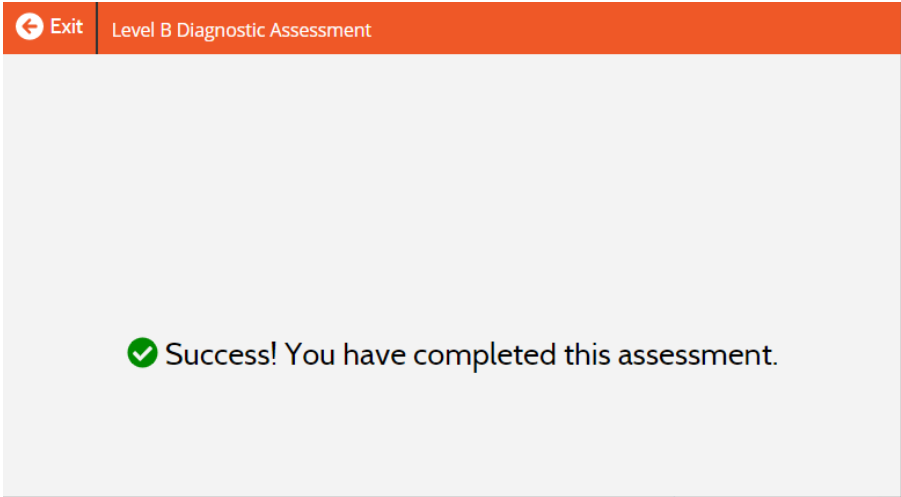 Exit
Level B Diagnostic Assessment
Success! You have completed this assessment.